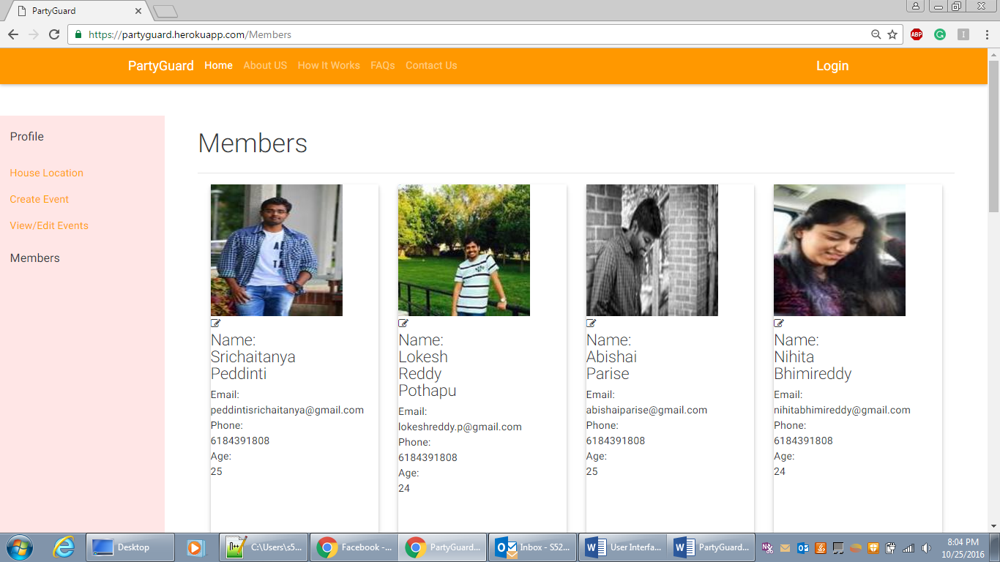 PartyGuard
https://partyguard.herokuapp.com/Members
ABP
PartyGuard Home About US How It Works FAQs Contact Us Login
Profile
House Location
Create Event
View/Edit Events
Members
Members
Name:
Srichaitanya
Peddinti
Email:
peddintisrichaitanya@gmail.com
Phone:
6184391808
Age:
25
Name:
Lokesh
Reddy
Pothapu
Email:
lokeshreddy.p@gmail.com
Phone:
6184391808
Age:
24
Name:
Abishai
Parise
Email:
abishaiparise@gmail.com
Phone:
6184391808
Age:
25
Name:
Nihita
Bhimireddy
Email:
nihitabhimireddy@gmail.com
Phone:
6184391808
Age:
24
Desktop C:\Users\s5... Facebook -... PartyGuard... Inbox - S52... User Interfa... PartyGuard... 8:04 PM
10/25/2016